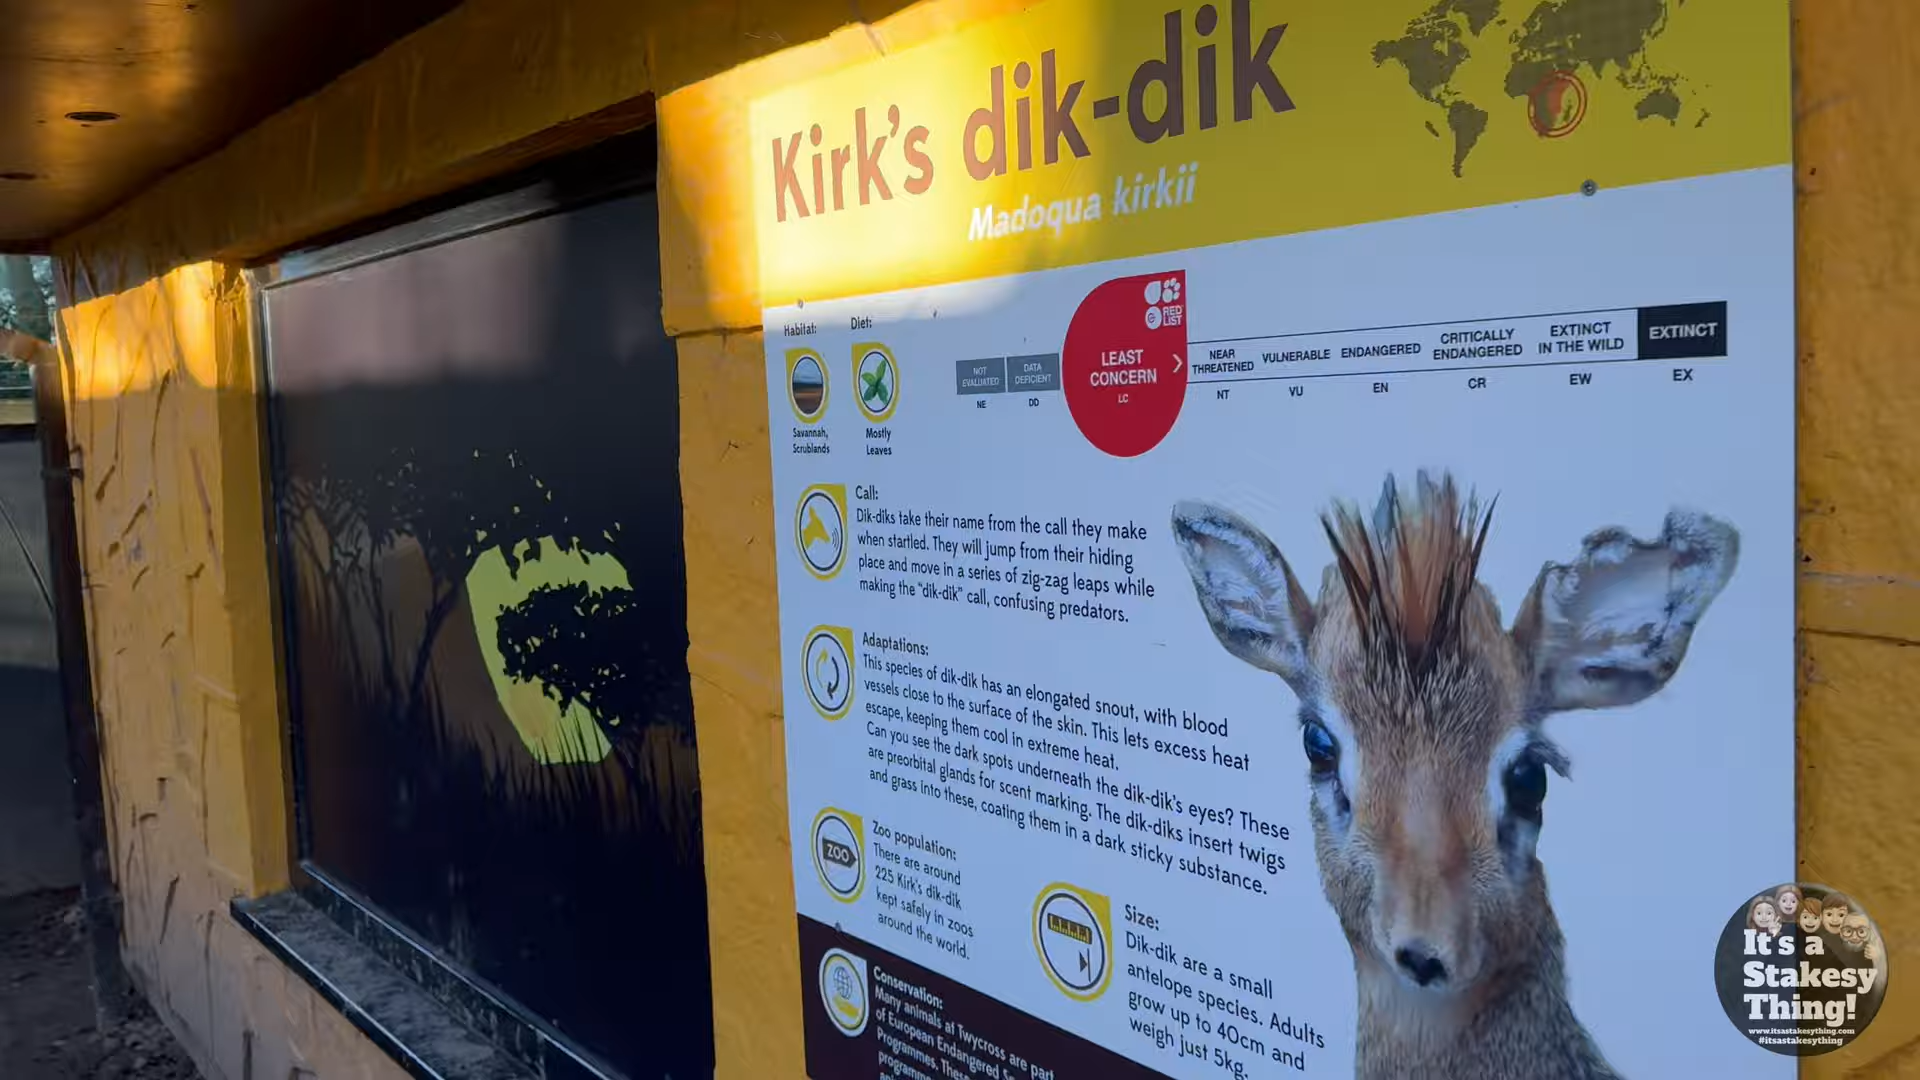 Kirk's dik-dik
Madoqua kirkii
Habitat:
Savannah,
Scrublands
Diet:
Mostly
Leaves
NOT
EVALUATED
NE
DATA
DEFICIENT
DD
RED
LIST
LEAST
CONCERN
LC
NEAR
THREATENED
NT
VULNERABLE
VU
ENDANGERED
EN
CRITICALLY
ENDANGERED
CR
EXTINCT
IN THE WILD
EW
EXTINCT
EX
Call:
Dik-diks take their name from the call they make
when startled. They will jump from their hiding
place and move in a series of zig-zag leaps while
making the "dik-dik" call, confusing predators.
Adaptations:
This species of dik-dik has an elongated snout, with blood
vessels close to the surface of the skin. This lets excess heat
escape, keeping them cool in extreme heat.
Can you see the dark spots underneath the dik-dik's eyes? These
are preorbital glands for scent marking. The dik-diks insert twigs
and grass into these, coating them in a dark sticky substance.
ZOO
Zoo population:
There are around
225 Kirk's dik-dik
kept safely in zoos
around the world.
Size:
Dik-dik are a small
antelope species. Adults
grow up to 40cm and
weigh just 5kg.
Conservation:
Many animals at Twycross are part
of European Endangered
Programmes. These
It's a
Stakesy
Thing!
www.itsastakesything.com
#itsastakesything